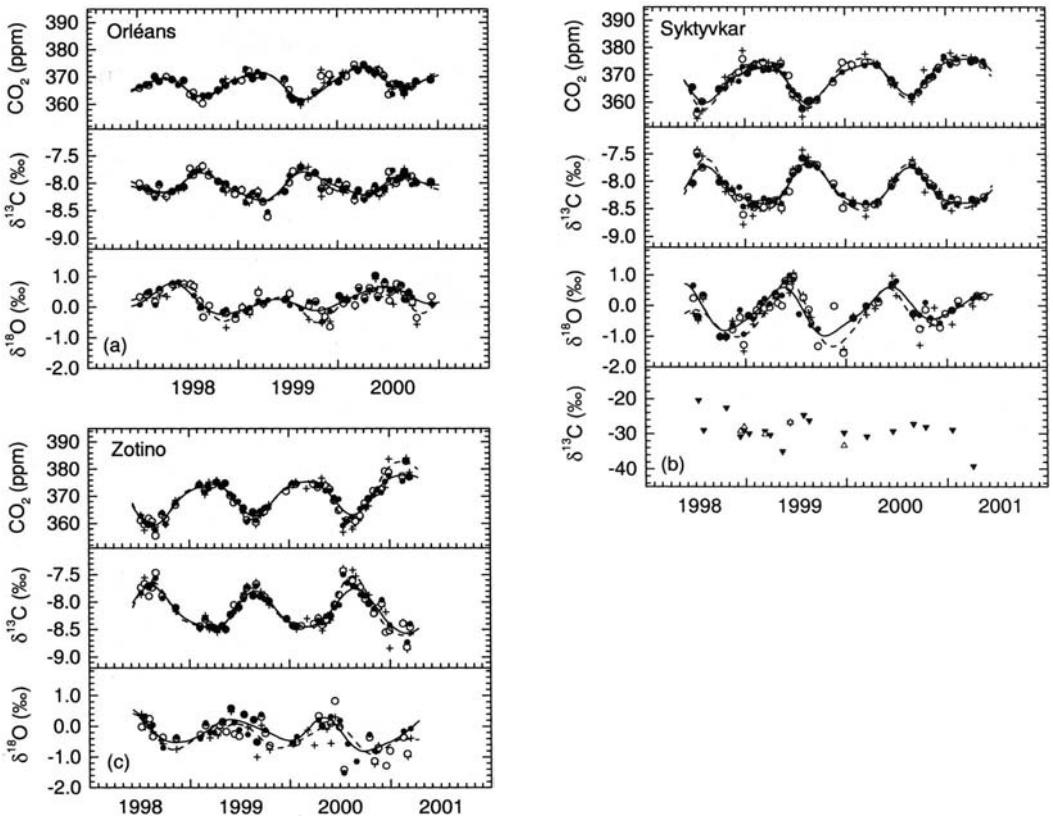 Orléans
CO₂ (ppm)
390
380
370
360
δ¹³C (‰)
-7.5
-8.0
-8.5
-9.0
δ¹⁸O (‰)
1.0
0.0
-1.0
-2.0
(a)
1998 1999 2000
Syktyvkar
CO₂ (ppm)
390
380
370
360
δ¹³C (‰)
-7.5
-8.0
-8.5
-9.0
δ¹⁸O (‰)
1.0
0.0
-1.0
-2.0
δ¹³C (‰)
-20
-30
-40
(b)
1998 1999 2000 2001
Zotino
CO₂ (ppm)
390
380
370
360
δ¹³C (‰)
-7.5
-8.0
-8.5
-9.0
δ¹⁸O (‰)
1.0
0.0
-1.0
-2.0
(c)
1998 1999 2000 2001